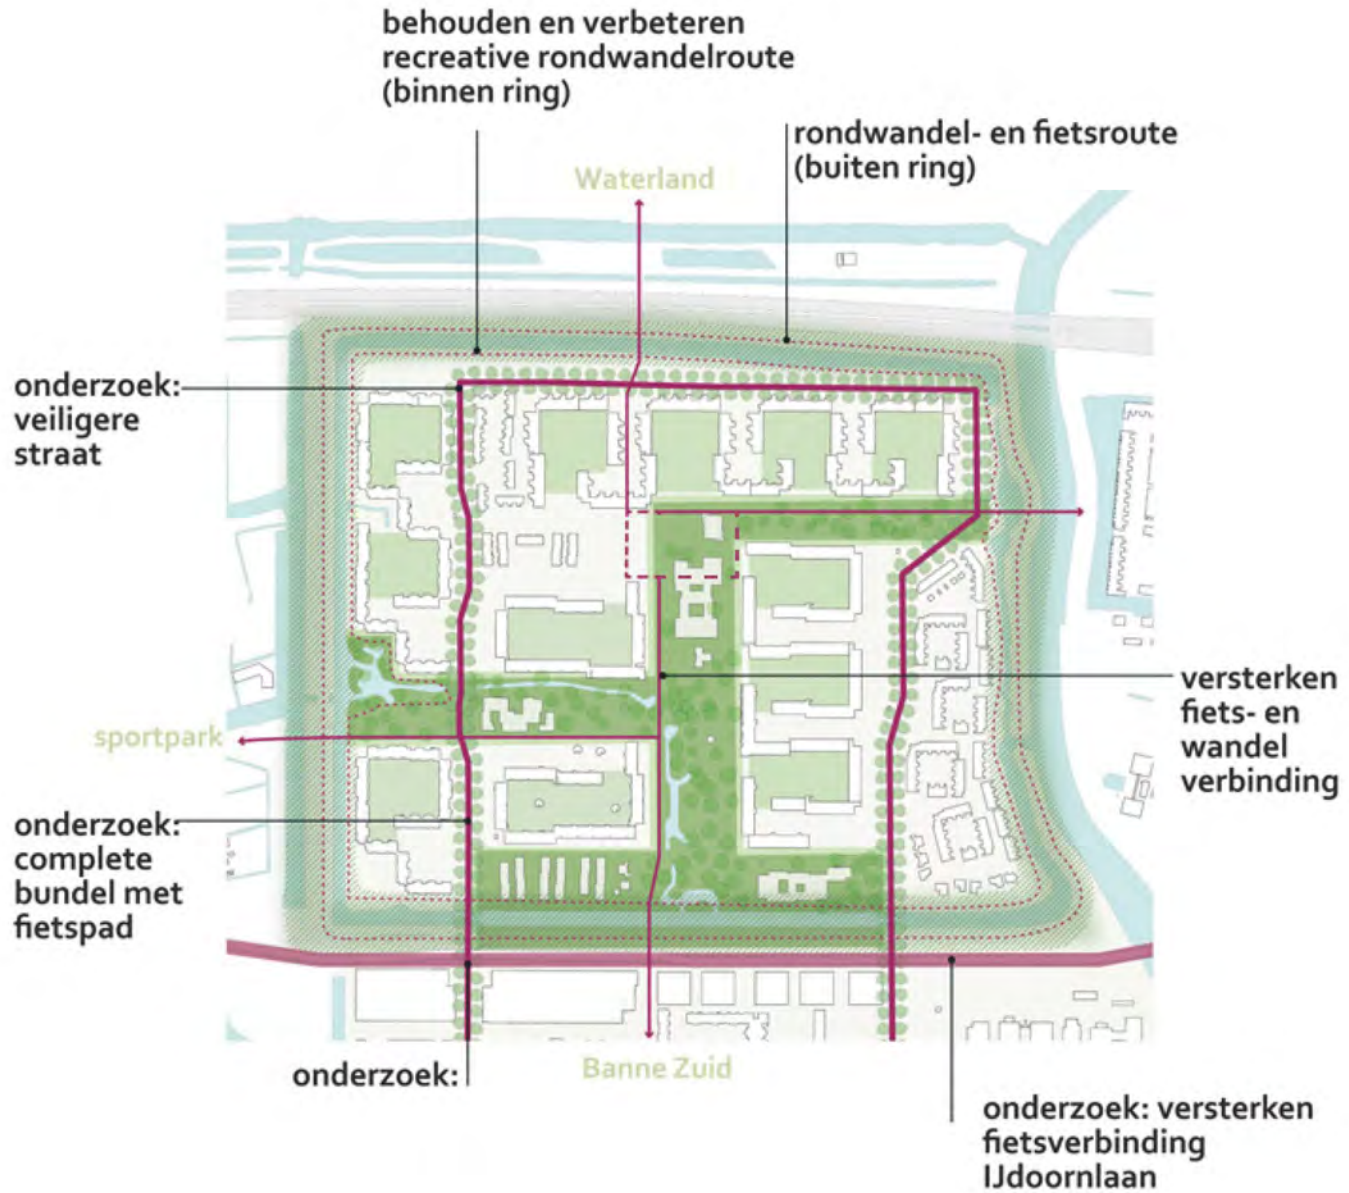 behouden en verbeteren
recreative rondwandelroute
(binnen ring)
rondwandel- en fietsroute
(buiten ring)
Waterland
onderzoek:
veiligere
straat
versterken
fiets- en
wandel
verbinding
sportpark
onderzoek:
complete
bundel met
fietspad
onderzoek:
Banne Zuid
onderzoek: versterken
fietsverbinding
IJdoornlaan